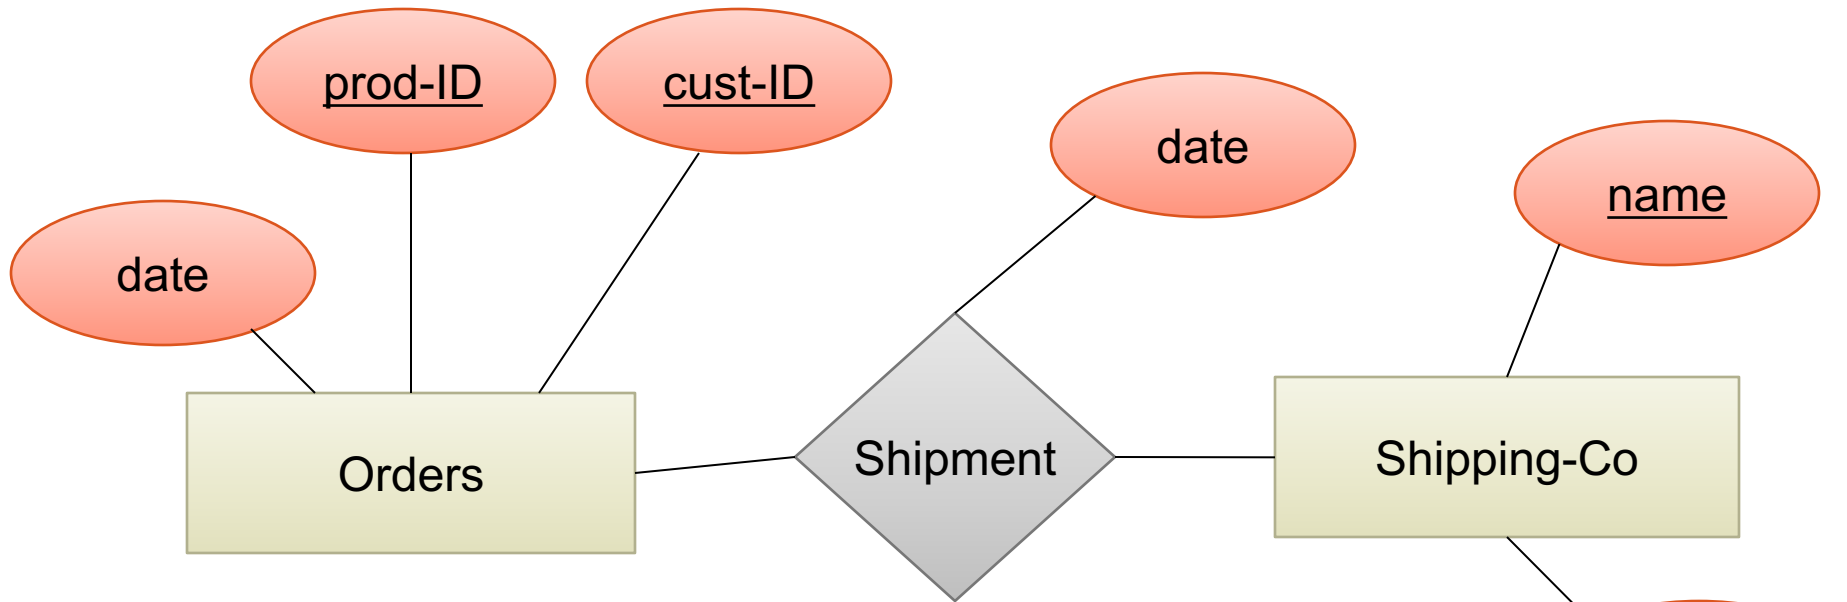 prod-ID
cust-ID
date
name
date
Orders
Shipment
Shipping-Co